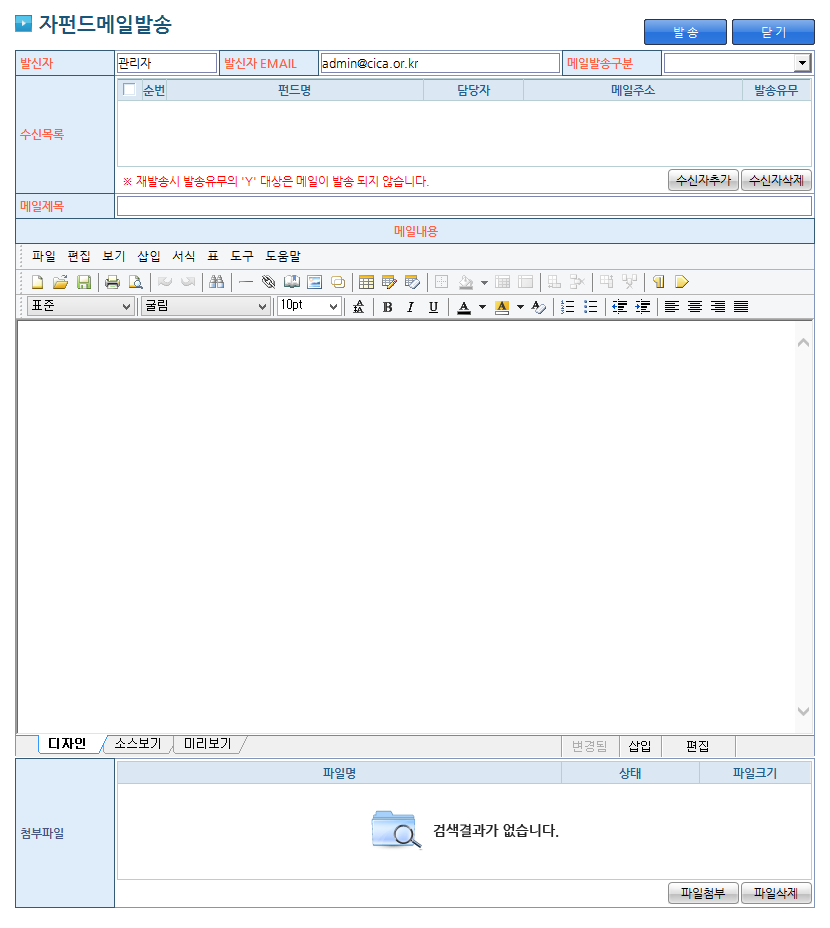 자펀드메일발송
발 송 닫 기
발신자 관리자 발신자 EMAIL admin@cica.or.kr 메일발송구분
수신목록
순번 펀드명 담당자 메일주소 발송유무
※ 재발송시 발송유무의 'Y' 대상은 메일이 발송 되지 않습니다.
수신자추가 수신자삭제
메일제목
메일내용
파일 편집 보기 삽입 서식 표 도구 도움말
표준 굴림 10pt 가 B I U A A
디자인 소스보기 미리보기 변경됨 삽입 편집
첨부파일
파일명 상태 파일크기
검색결과가 없습니다.
파일첨부 파일삭제